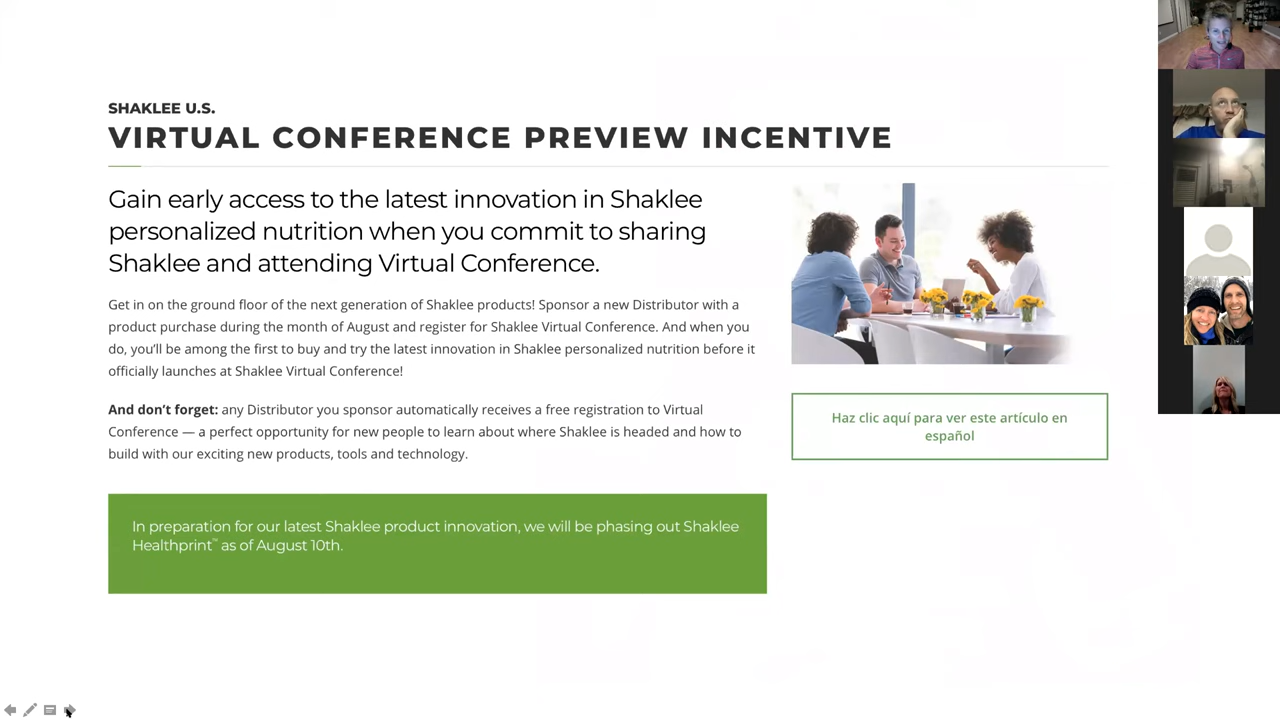 SHAKLEE U.S.
VIRTUAL CONFERENCE PREVIEW INCENTIVE
Gain early access to the latest innovation in Shaklee
personalized nutrition when you commit to sharing
Shaklee and attending Virtual Conference.
Get in on the ground floor of the next generation of Shaklee products! Sponsor a new Distributor with a
product purchase during the month of August and register for Shaklee Virtual Conference. And when you
do, you’ll be among the first to buy and try the latest innovation in Shaklee personalized nutrition before it
officially launches at Shaklee Virtual Conference!
And don’t forget: any Distributor you sponsor automatically receives a free registration to Virtual
Conference — a perfect opportunity for new people to learn about where Shaklee is headed and how to
build with our exciting new products, tools and technology.
Haz clic aquí para ver este artículo en
español
In preparation for our latest Shaklee product innovation, we will be phasing out Shaklee
Healthprint™ as of August 10th.